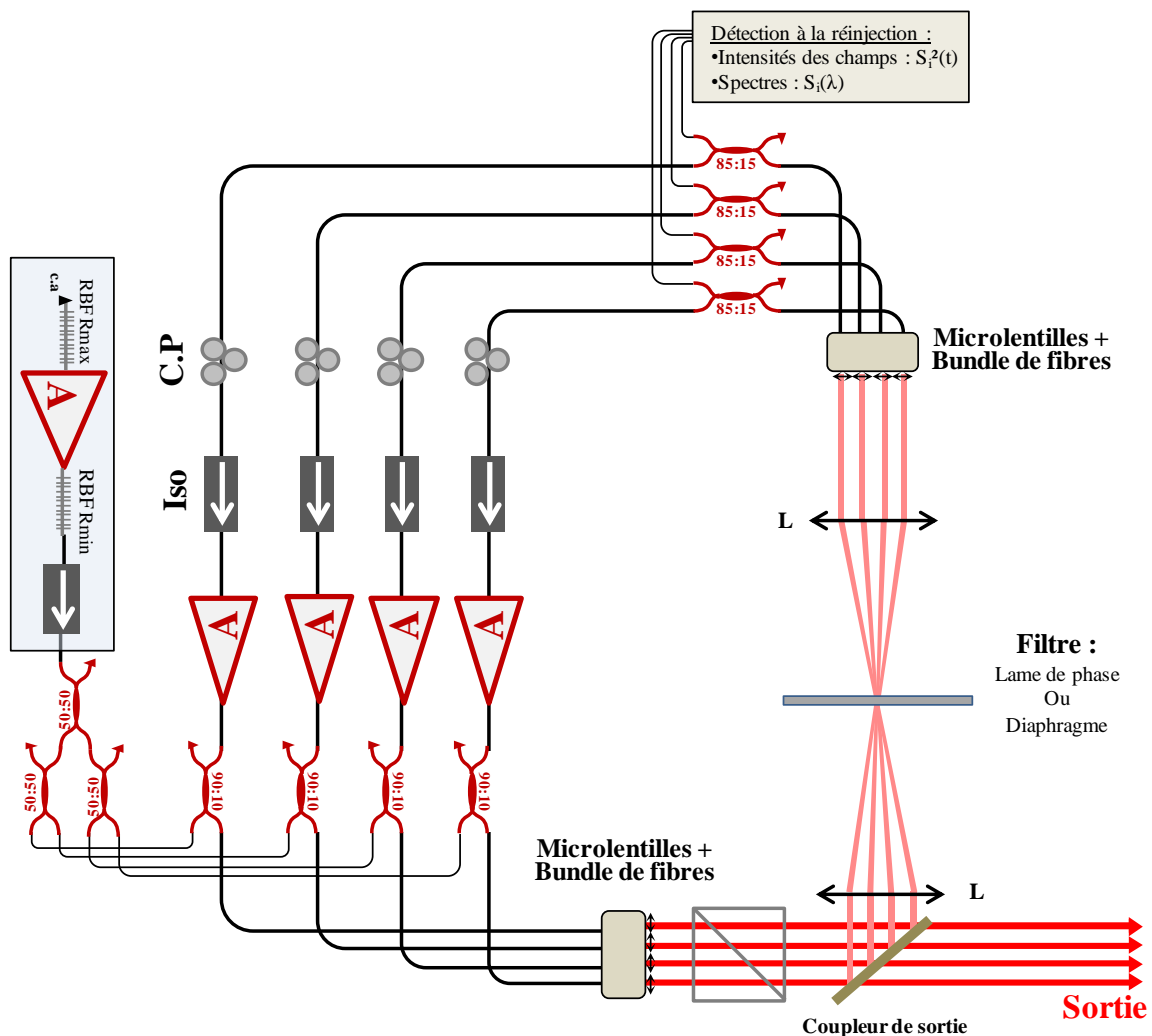 Détection à la réinjection :
•Intensités des champs : Sᵢ²(t)
•Spectres : Sᵢ(λ)
85:15
85:15
85:15
85:15
Microlentilles +
Bundle de fibres
C.P
Iso
A
A
A
A
c.a
RBF Rmax
A
RBF Rmin
50:50
50:50
50:50
90:10
90:10
90:10
90:10
L
Filtre :
Lame de phase
Ou
Diaphragme
L
Microlentilles +
Bundle de fibres
Sortie
Coupleur de sortie